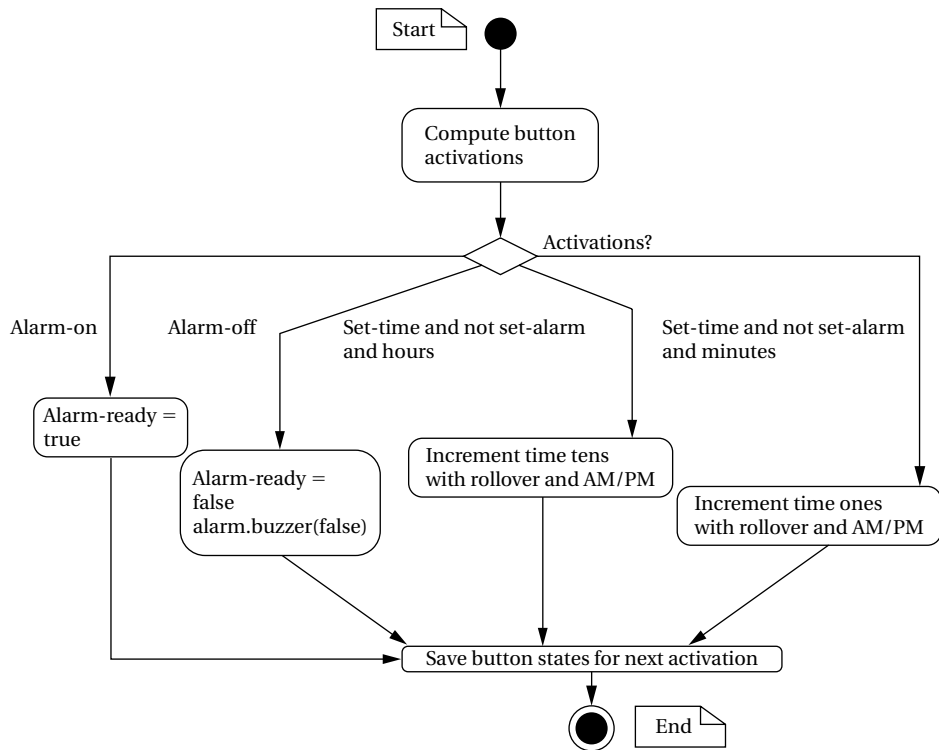 Start
Compute button
activations
Activations?
Alarm-on
Alarm-off
Set-time and not set-alarm
and hours
Set-time and not set-alarm
and minutes
Alarm-ready =
true
Alarm-ready =
false
alarm.buzzer(false)
Increment time tens
with rollover and AM/PM
Increment time ones
with rollover and AM/PM
Save button states for next activation
End